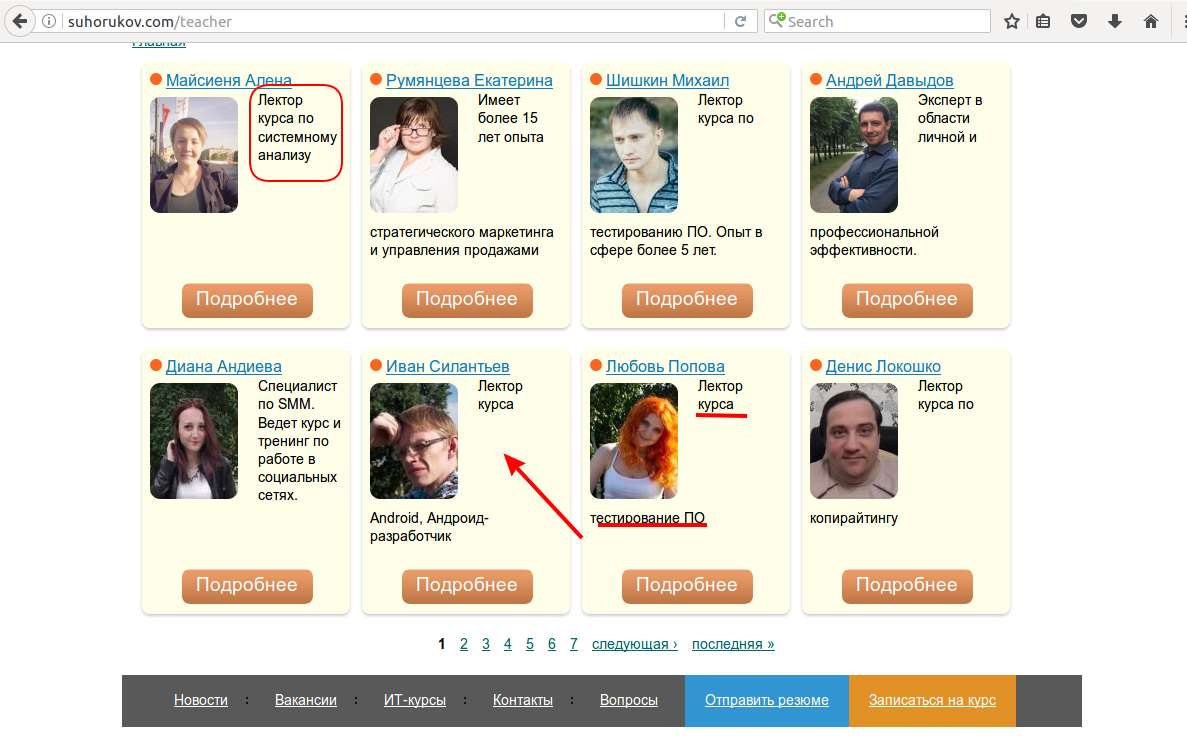 suhorukov.com/teacher
Search
Главная
Майсиеня Алена
Лектор
курса по
системному
анализу
Подробнее
Румянцева Екатерина
Имеет
более 15
лет опыта
стратегического маркетинга
и управления продажами
Подробнее
Шишкин Михаил
Лектор
курса по
тестированию ПО. Опыт в
сфере более 5 лет.
Подробнее
Андрей Давыдов
Эксперт в
области
личной и
профессиональной
эффективности.
Подробнее
Диана Андиева
Специалист
по SMM.
Ведет курс и
тренинг по
работе в
социальных
сетях.
Подробнее
Иван Силантьев
Лектор
курса
Android, Андроид-
разработчик
Подробнее
Любовь Попова
Лектор
курса
тестирование ПО
Подробнее
Денис Локошко
Лектор
курса по
копирайтингу
Подробнее
1 2 3 4 5 6 7 следующая › последняя »
Новости : Вакансии : ИТ-курсы : Контакты : Вопросы Отправить резюме Записаться на курс